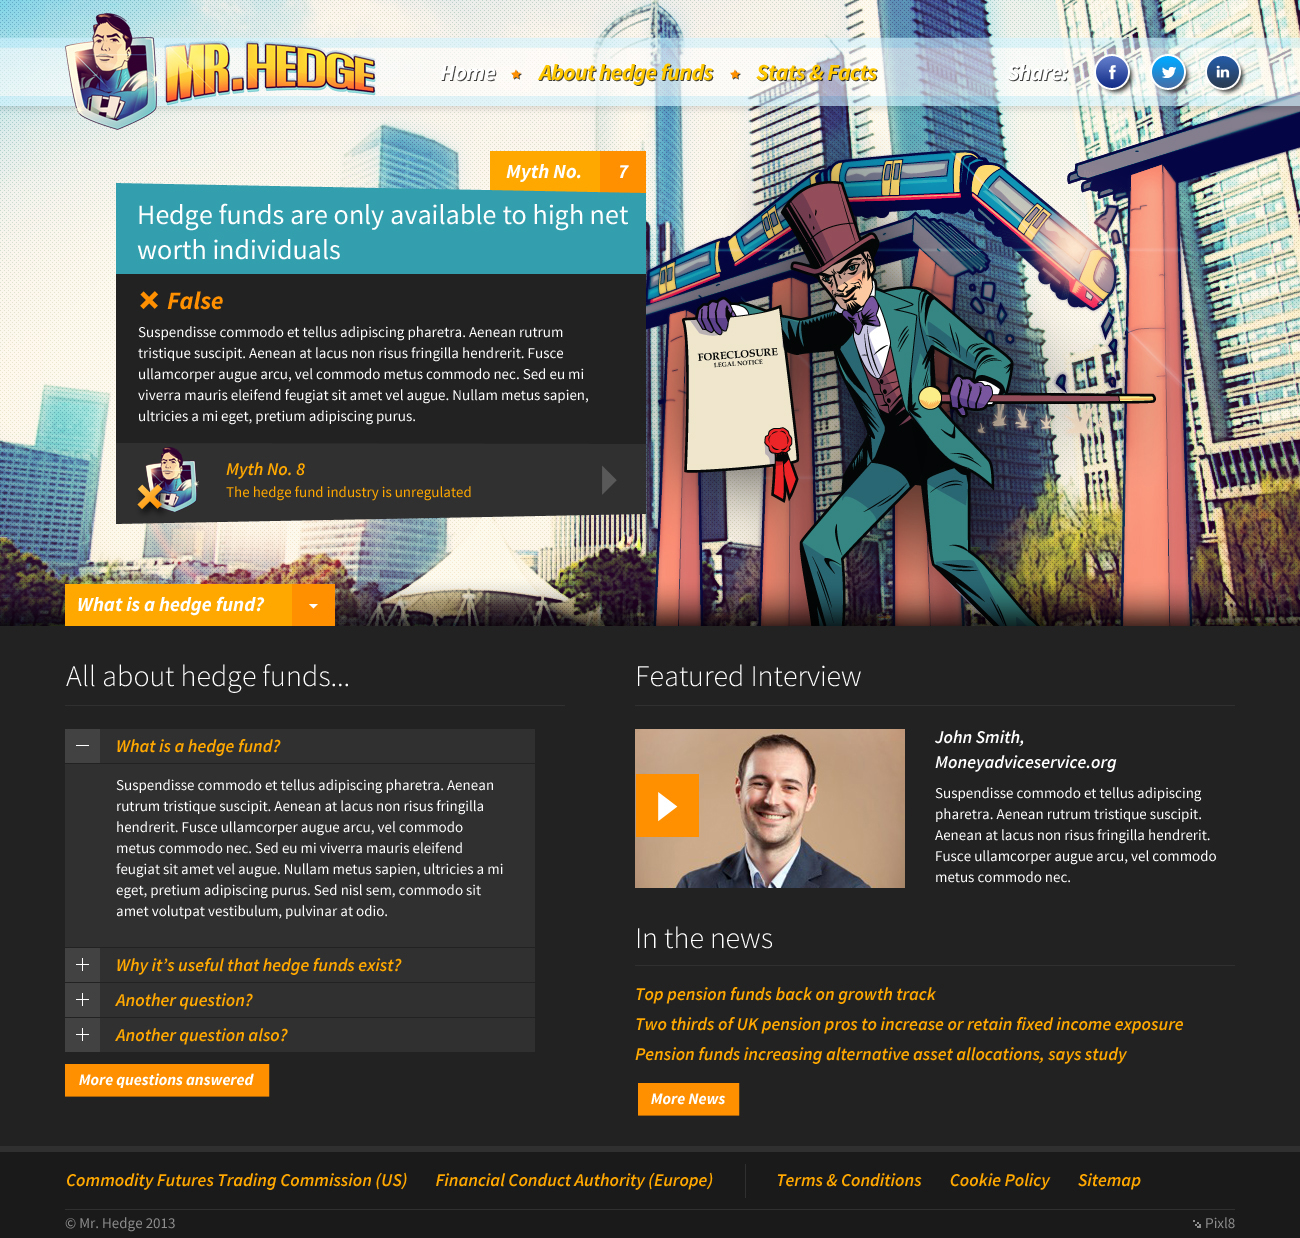 MR. HEDGE
Home ★ About hedge funds ★ Stats & Facts
Share:
f
in
Myth No. 7
Hedge funds are only available to high net
worth individuals
False
Suspendisse commodo et tellus adipiscing pharetra. Aenean rutrum
tristique suscipit. Aenean at lacus non risus fringilla hendrerit. Fusce
ullamcorper augue arcu, vel commodo metus commodo nec. Sed eu mi
viverra mauris eleifend feugiat sit amet vel augue. Nullam metus sapien,
ultricies a mi eget, pretium adipiscing purus.
Myth No. 8
The hedge fund industry is unregulated
FORECLOSURE
LEGAL NOTICE
What is a hedge fund?
All about hedge funds...
What is a hedge fund?
Suspendisse commodo et tellus adipiscing pharetra. Aenean
rutrum tristique suscipit. Aenean at lacus non risus fringilla
hendrerit. Fusce ullamcorper augue arcu, vel commodo
metus commodo nec. Sed eu mi viverra mauris eleifend
feugiat sit amet vel augue. Nullam metus sapien, ultricies a mi
eget, pretium adipiscing purus. Sed nisl sem, commodo sit
amet volutpat vestibulum, pulvinar at odio.
Why it's useful that hedge funds exist?
Another question?
Another question also?
More questions answered
Featured Interview
John Smith,
Moneyadviceservice.org
Suspendisse commodo et tellus adipiscing
pharetra. Aenean rutrum tristique suscipit.
Aenean at lacus non risus fringilla hendrerit.
Fusce ullamcorper augue arcu, vel commodo
metus commodo nec.
In the news
Top pension funds back on growth track
Two thirds of UK pension pros to increase or retain fixed income exposure
Pension funds increasing alternative asset allocations, says study
More News
Commodity Futures Trading Commission (US) Financial Conduct Authority (Europe) Terms & Conditions Cookie Policy Sitemap
© Mr. Hedge 2013
Pixl8